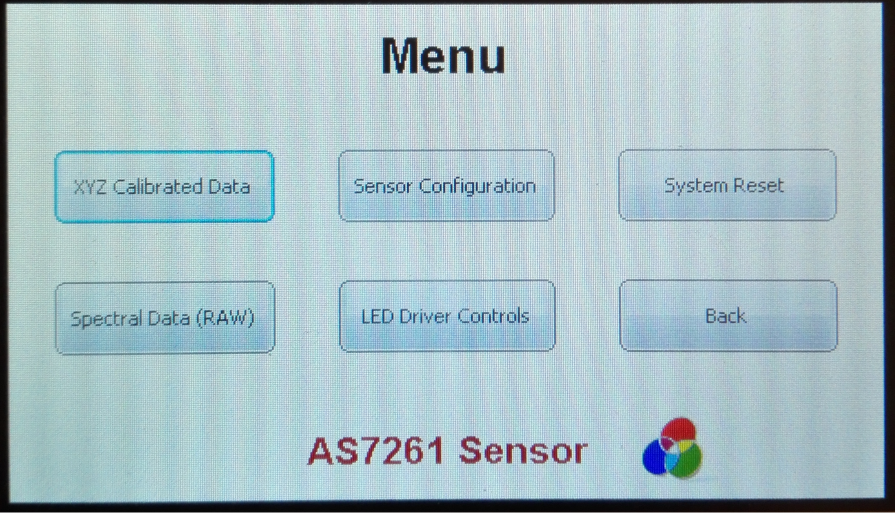 Menu
XYZ Calibrated Data
Sensor Configuration
System Reset
Spectral Data (RAW)
LED Driver Controls
Back
AS7261 Sensor